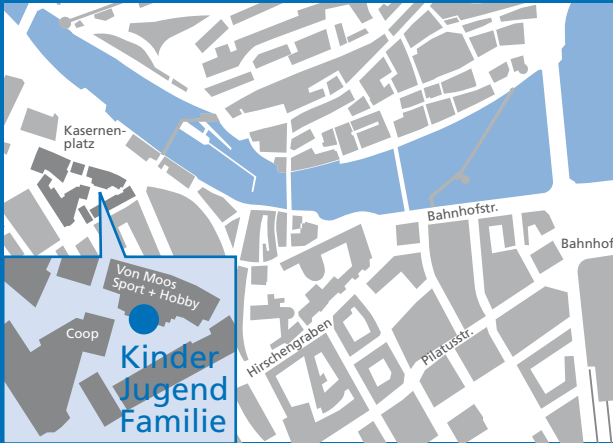 Kasernen-
platz
Bahnhofstr.
Bahnhof
Von Moos
Sport + Hobby
Coop
Hirschengraben
Pilatusstr.
Kinder
Jugend
Familie